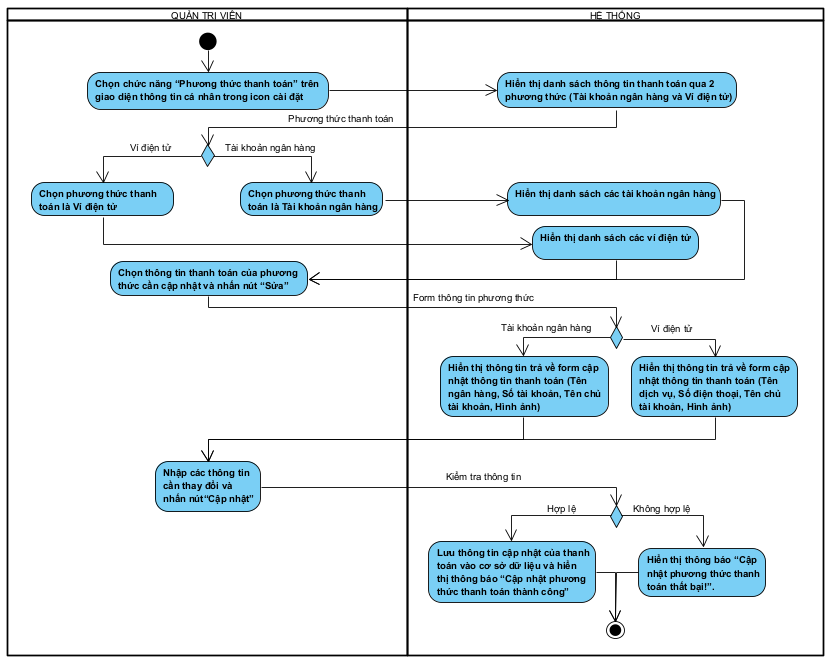 QUẢN TRỊ VIÊN
HỆ THỐNG
Chọn chức năng “Phương thức thanh toán” trên
giao diện thông tin cá nhân trong icon cài đặt
Hiển thị danh sách thông tin thanh toán qua 2
phương thức (Tài khoản ngân hàng và Ví điện tử)
Phương thức thanh toán
Ví điện tử
Tài khoản ngân hàng
Chọn phương thức thanh
toán là Ví điện tử
Chọn phương thức thanh
toán là Tài khoản ngân hàng
Hiển thị danh sách các tài khoản ngân hàng
Hiển thị danh sách các ví điện tử
Chọn thông tin thanh toán của phương
thức cần cập nhật và nhấn nút “Sửa”
Form thông tin phương thức
Tài khoản ngân hàng
Ví điện tử
Hiển thị thông tin trả về form cập
nhật thông tin thanh toán (Tên
ngân hàng, Số tài khoản, Tên chủ
tài khoản, Hình ảnh)
Hiển thị thông tin trả về form cập
nhật thông tin thanh toán (Tên
dịch vụ, Số điện thoại, Tên chủ
tài khoản, Hình ảnh)
Nhập các thông tin
cần thay đổi và
nhấn nút“Cập nhật”
Kiểm tra thông tin
Hợp lệ
Không hợp lệ
Lưu thông tin cập nhật của thanh
toán vào cơ sở dữ liệu và hiển
thị thông báo “Cập nhật phương
thức thanh toán thành công”
Hiển thị thông báo “Cập
nhật phương thức thanh
toán thất bại!”.